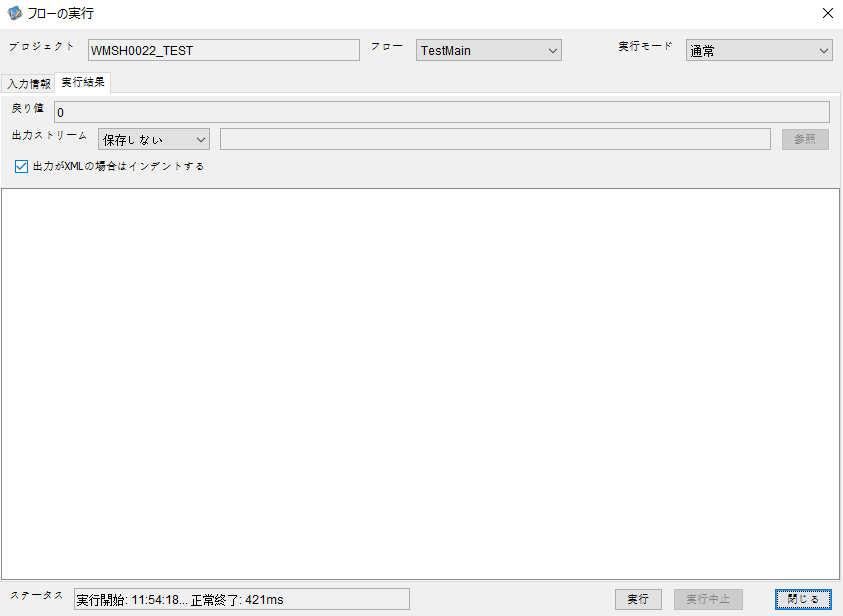 フローの実行
プロジェクト WMSH0022_TEST フロー TestMain 実行モード 通常
入力情報 実行結果
戻り値 0
出力ストリーム 保存しない 参照
出力がXMLの場合はインデントする
ステータス 実行開始: 11:54:18... 正常終了: 421ms 実行 実行中止 閉じる